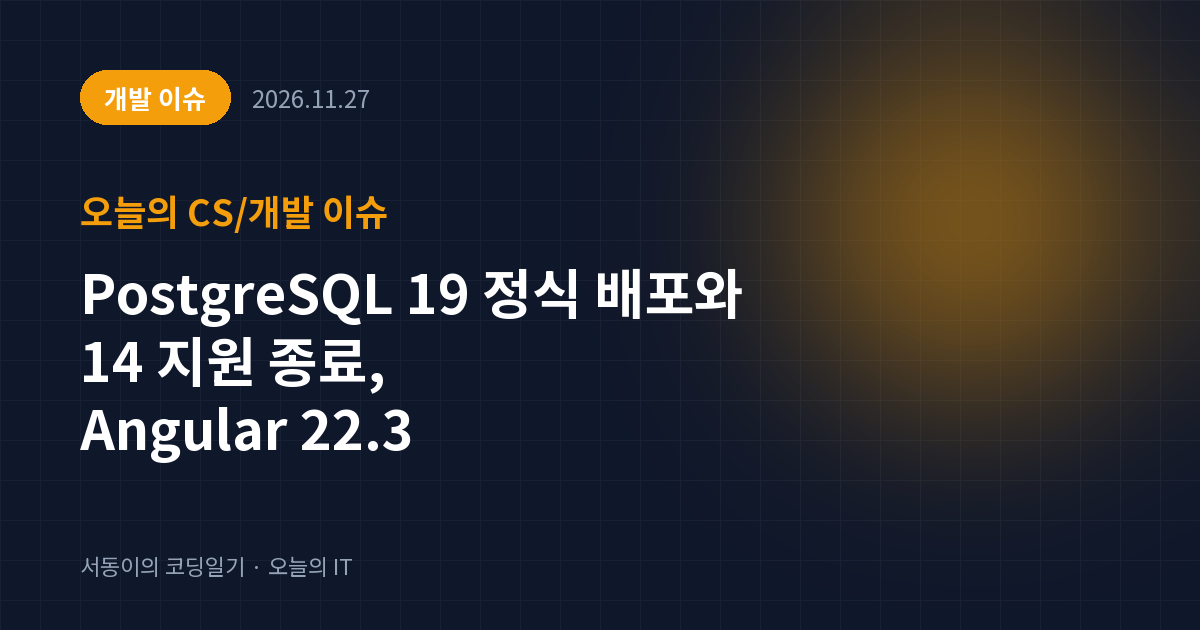 개발 이슈 2026.11.27
오늘의 CS/개발 이슈
PostgreSQL 19 정식 배포와
14 지원 종료,
Angular 22.3
서동이의 코딩일기 · 오늘의 IT